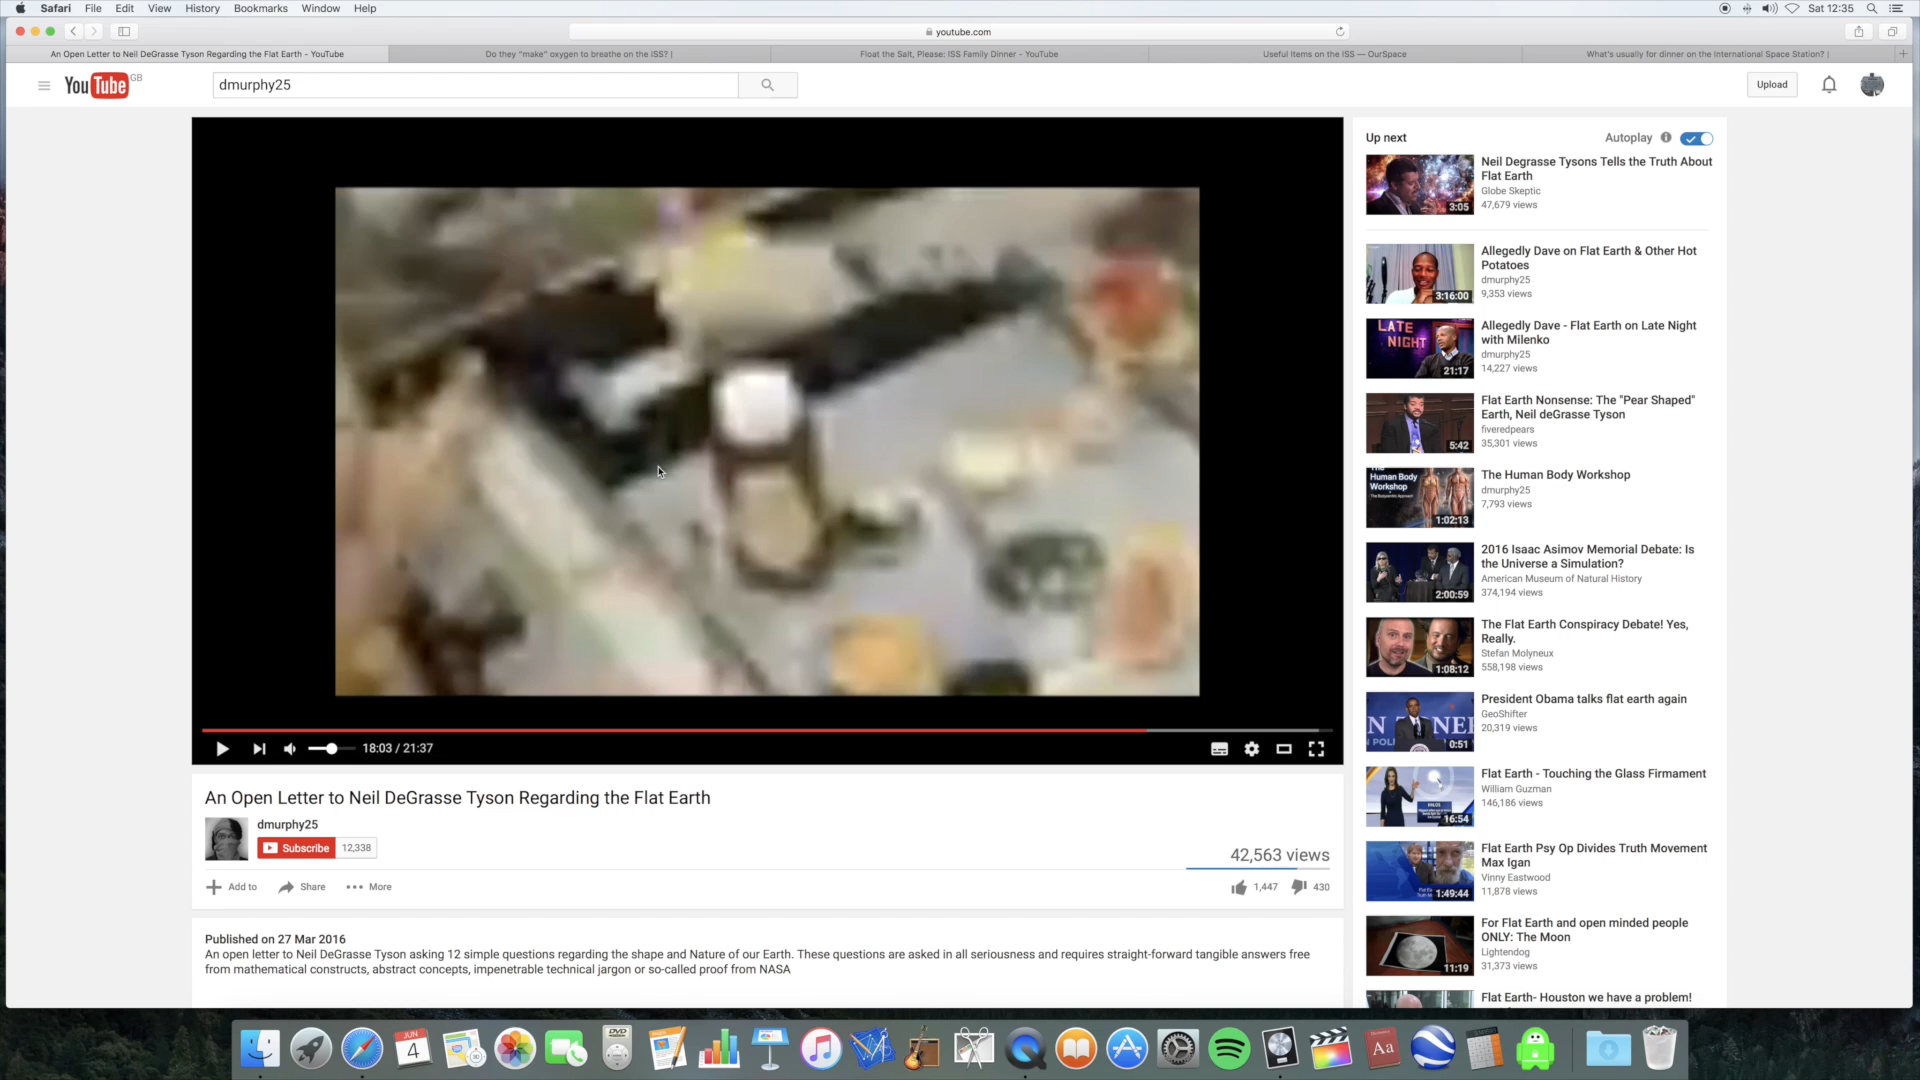 Safari File Edit View History Bookmarks Window Help
Sat 12:35
youtube.com
An Open Letter to Neil DeGrasse Tyson Regarding the Flat Earth - YouTube
Do they "make" oxygen to breathe on the ISS? |
Float the Salt, Please: ISS Family Dinner - YouTube
Useful Items on the ISS — OurSpace
What's usually for dinner on the International Space Station? |
YouTube GB
dmurphy25
Upload
18:03 / 21:37
An Open Letter to Neil DeGrasse Tyson Regarding the Flat Earth
dmurphy25
Subscribe 12,338
42,563 views
Add to Share More
1,447 430
Published on 27 Mar 2016
An open letter to Neil DeGrasse Tyson asking 12 simple questions regarding the shape and Nature of our Earth. These questions are asked in all seriousness and requires straight-forward tangible answers free
from mathematical constructs, abstract concepts, impenetrable technical jargon or so-called proof from NASA
Up next
Autoplay
Neil Degrasse Tysons Tells the Truth About
Flat Earth
Globe Skeptic
47,679 views
3:05
Allegedly Dave on Flat Earth & Other Hot
Potatoes
dmurphy25
9,353 views
3:16:00
Allegedly Dave - Flat Earth on Late Night
with Milenko
dmurphy25
14,227 views
LATE
NIGHT
21:17
Flat Earth Nonsense: The "Pear Shaped"
Earth, Neil deGrasse Tyson
fiveredpears
35,301 views
5:42
The Human Body Workshop
dmurphy25
7,793 views
Human Body
Workshop
1:02:13
2016 Isaac Asimov Memorial Debate: Is
the Universe a Simulation?
American Museum of Natural History
374,194 views
2:00:59
The Flat Earth Conspiracy Debate! Yes,
Really.
Stefan Molyneux
558,198 views
1:08:12
President Obama talks flat earth again
GeoShifter
20,319 views
0:51
Flat Earth - Touching the Glass Firmament
William Guzman
146,186 views
16:54
Flat Earth Psy Op Divides Truth Movement
Max Igan
Vinny Eastwood
11,878 views
1:49:44
For Flat Earth and open minded people
ONLY: The Moon
Lightendog
31,373 views
11:19
Flat Earth- Houston we have a problem!
JUN
4
DVD
Aa